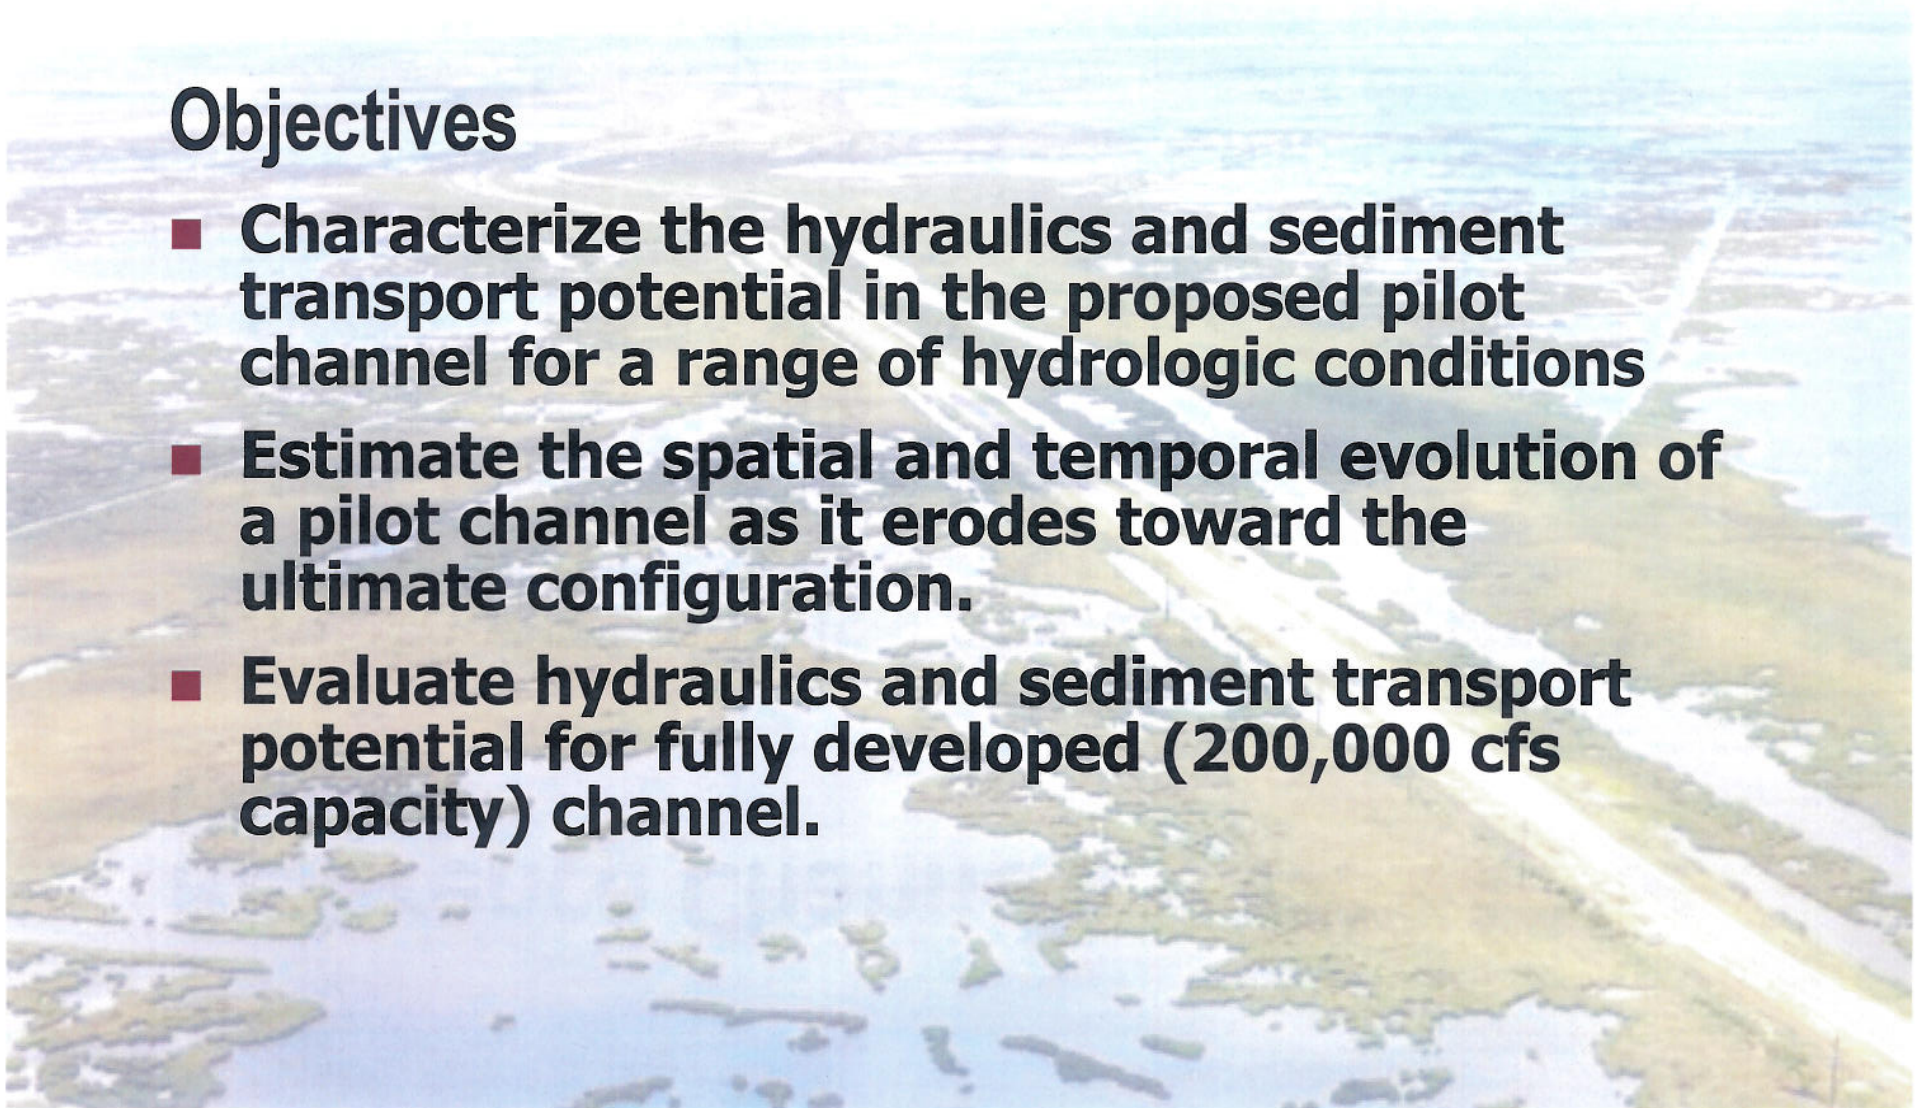 Objectives
▪ Characterize the hydraulics and sediment
transport potential in the proposed pilot
channel for a range of hydrologic conditions
▪ Estimate the spatial and temporal evolution of
a pilot channel as it erodes toward the
ultimate configuration.
▪ Evaluate hydraulics and sediment transport
potential for fully developed (200,000 cfs
capacity) channel.